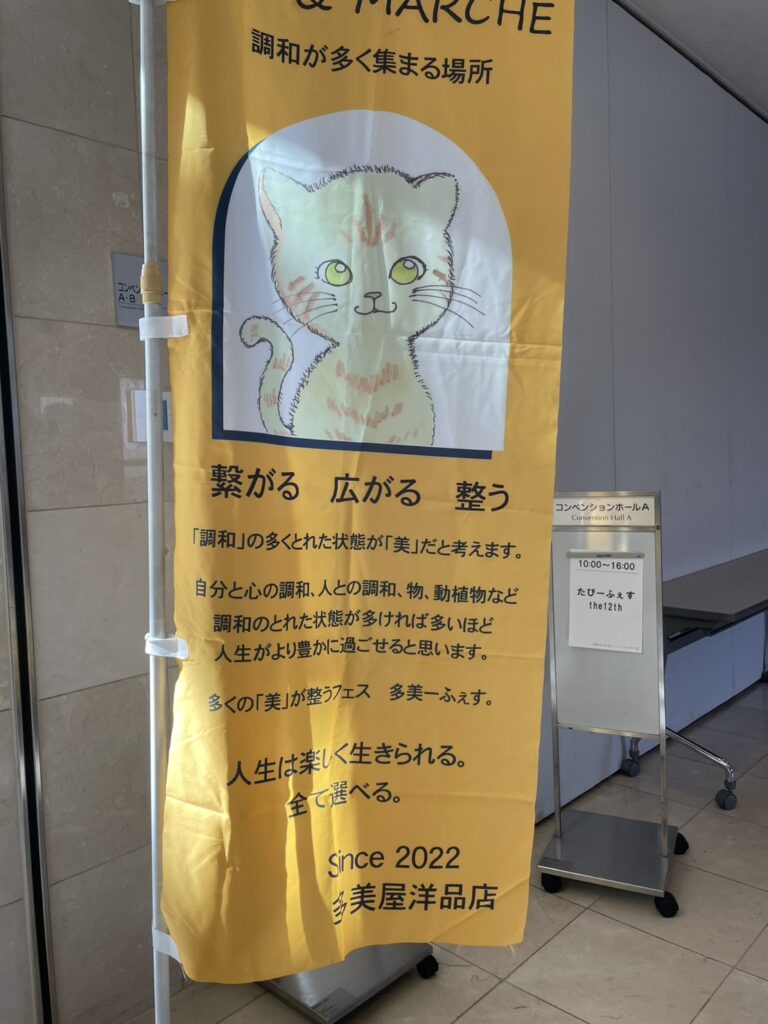 & MARCHE
調和が多く集まる場所
繋がる 広がる 整う
「調和」の多くとれた状態が「美」だと考えます。
自分と心の調和、人との調和、物、動植物など
調和のとれた状態が多ければ多いほど
人生がより豊かに過ごせると思います。
多くの「美」が整うフェス 多美ーふぇす。
人生は楽しく生きられる。
全て選べる。
Since 2022
多美屋洋品店
コンベン
A・B
コンベンションホールA
Convention Hall A
10:00〜16:00
たびーふぇす
the12th